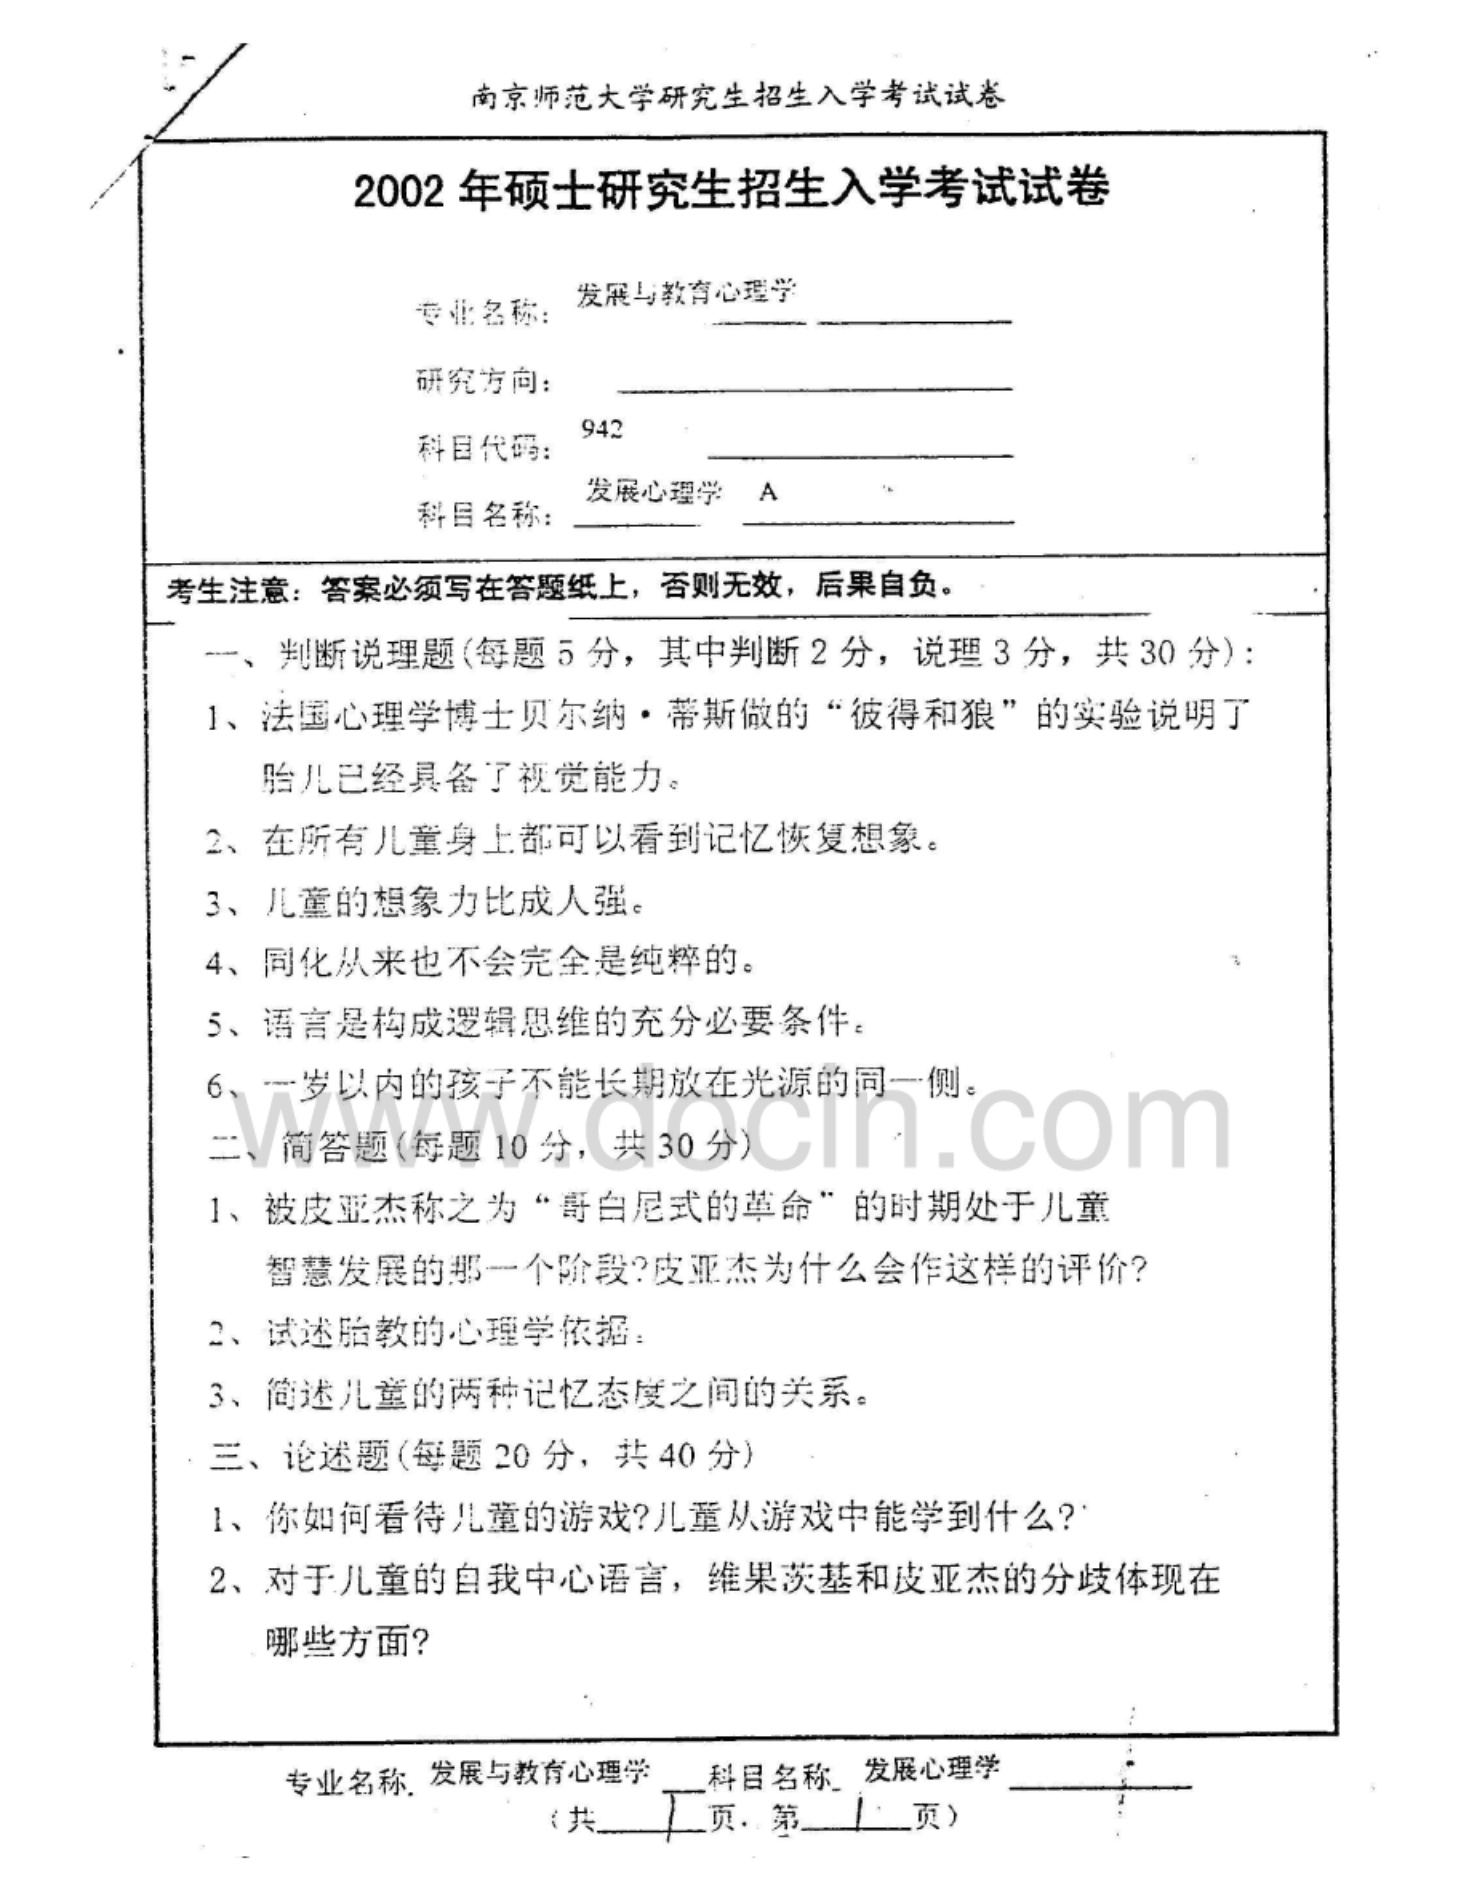 南京师范大学研究生招生入学考试试卷
2002 年硕士研究生招生入学考试试卷
专业名称: 发展与教育心理学
研究方向:
科目代码: 942
科目名称: 发展心理学 A
考生注意: 答案必须写在答题纸上, 否则无效, 后果自负。
一、判断说理题(每题5分, 其中判断2分, 说理3分, 共30分):
1、法国心理学博士贝尔纳·蒂斯做的“彼得和狼”的实验说明了
胎儿已经具备了视觉能力。
2、在所有儿童身上都可以看到记忆恢复想象。
3、儿童的想象力比成人强。
4、同化从来也不会完全是纯粹的。
5、语言是构成逻辑思维的充分必要条件。
6、一岁以内的孩子不能长期放在光源的同一侧。
www.docin.com
二、简答题(每题10分, 共30分)
1、被皮亚杰称之为“哥白尼式的革命”的时期处于儿童
智慧发展的那一个阶段?皮亚杰为什么会作这样的评价?
2、试述胎教的心理学依据。
3、简述儿童的两种记忆态度之间的关系。
三、论述题(每题20分, 共40分)
1、你如何看待儿童的游戏?儿童从游戏中能学到什么?
2、对于儿童的自我中心语言, 维果茨基和皮亚杰的分歧体现在
哪些方面?
专业名称 发展与教育心理学 科目名称 发展心理学
(共 1 页. 第 1 页)